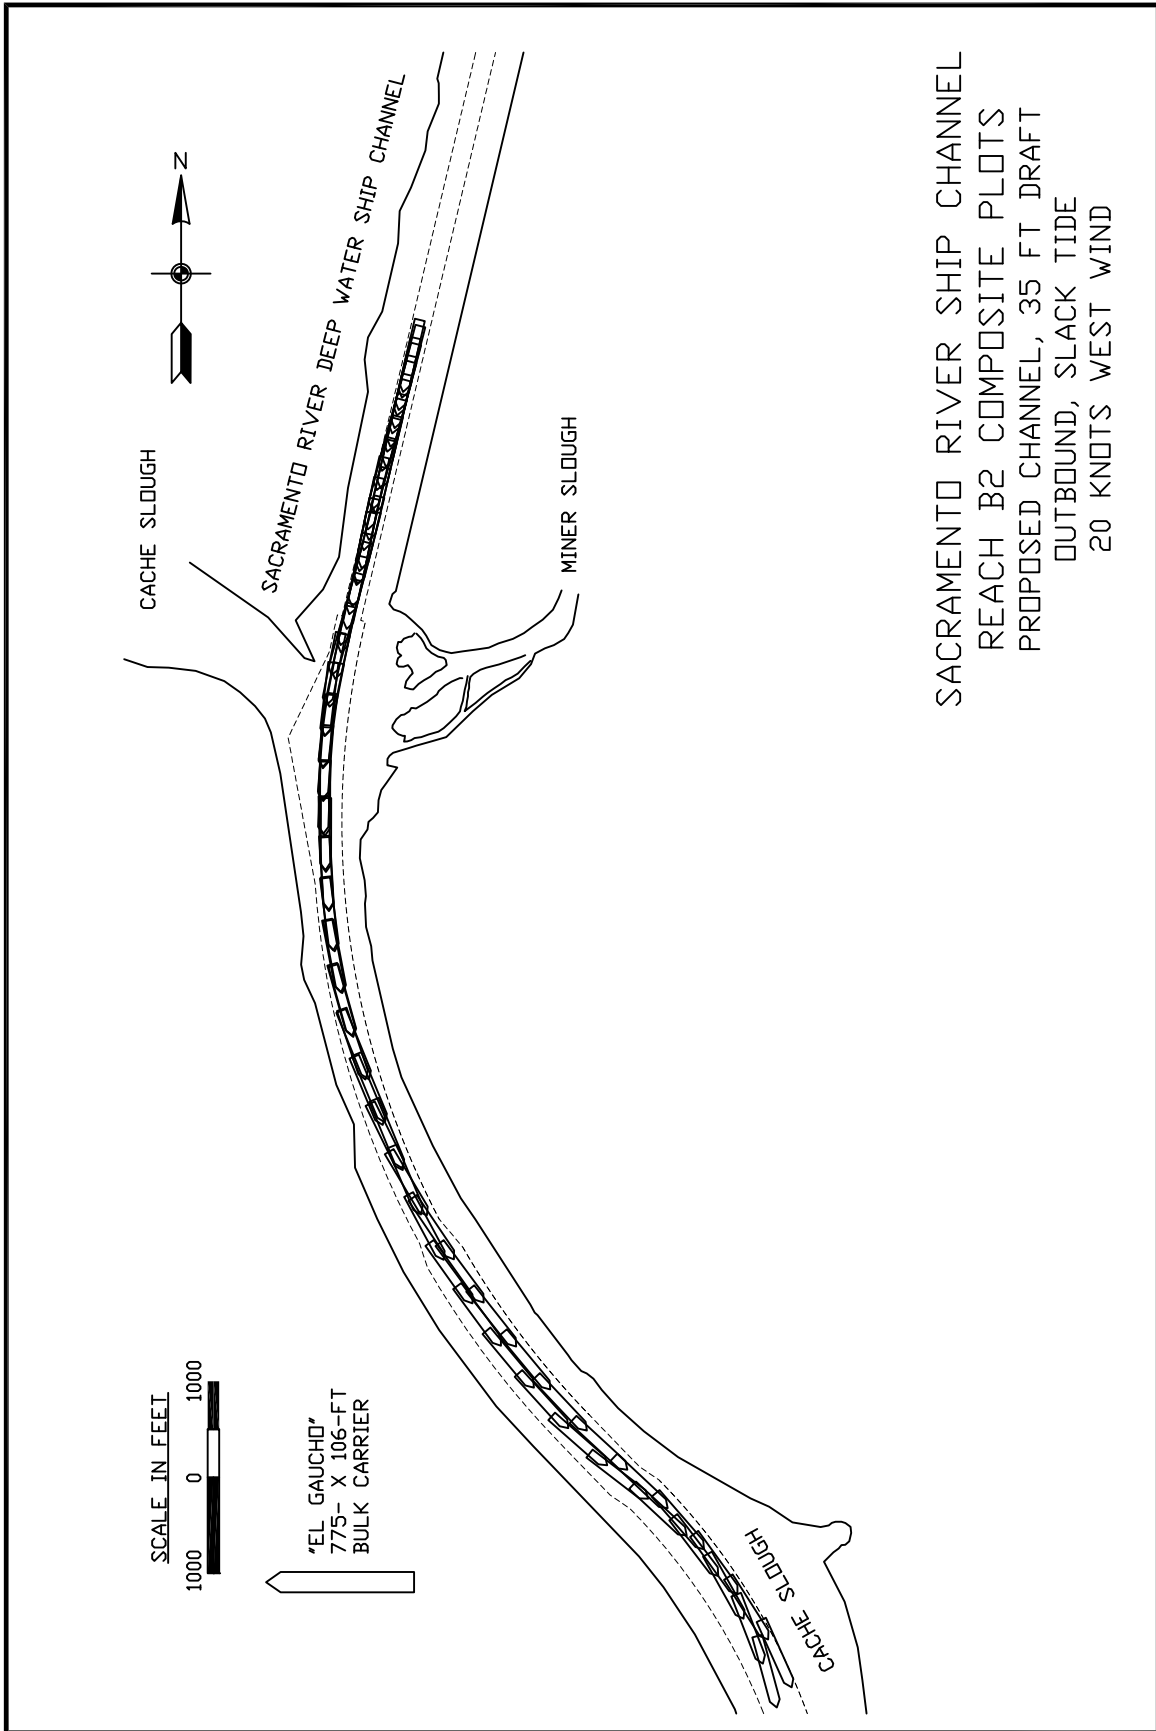 N
CACHE SLOUGH
SACRAMENTO RIVER DEEP WATER SHIP CHANNEL
MINER SLOUGH
SACRAMENTO RIVER SHIP CHANNEL
REACH B2 COMPOSITE PLOTS
PROPOSED CHANNEL, 35 FT DRAFT
OUTBOUND, SLACK TIDE
20 KNOTS WEST WIND
SCALE IN FEET
1000 0 1000
"EL GAUCHO"
775- X 106-FT
BULK CARRIER
CACHE SLOUGH